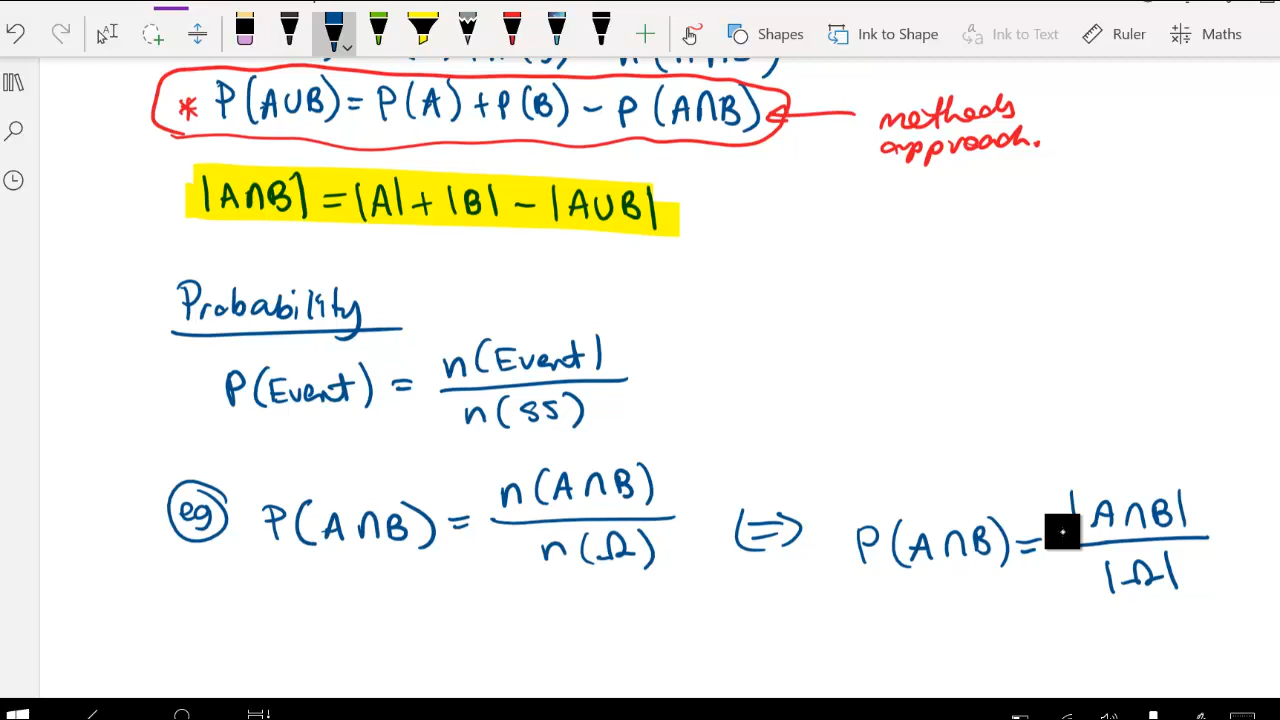 Shapes Ink to Shape Ink to Text Ruler Maths
* P(A∪B) = P(A) + P(B) − P(A∩B) methods
approach.
|A∩B| = |A| + |B| − |A∪B|
Probability
P(Event) = n(Event)
n(SS)
eg P(A∩B) = n(A∩B)
n(Ω)
⇔ P(A∩B) = |A∩B|
|Ω|